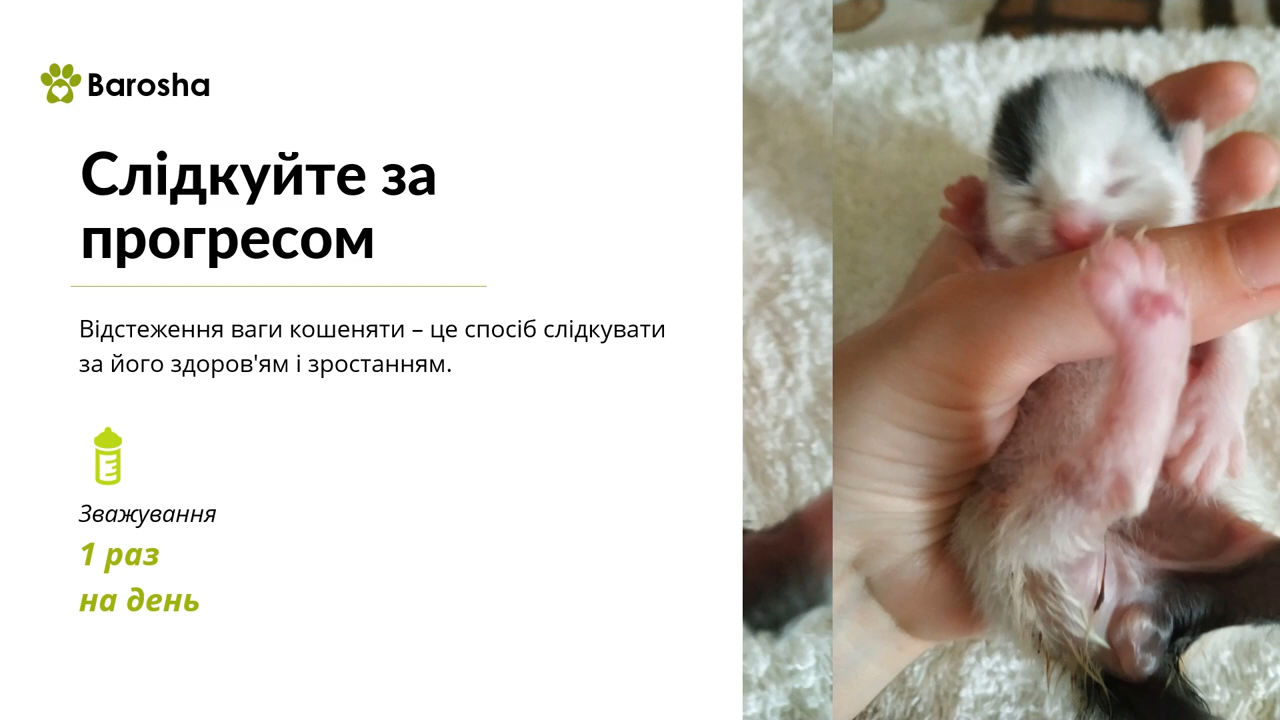 Barosha
Слідкуйте за
прогресом
Відстеження ваги кошеняти – це спосіб слідкувати
за його здоров'ям і зростанням.
Зважування
1 раз
на день